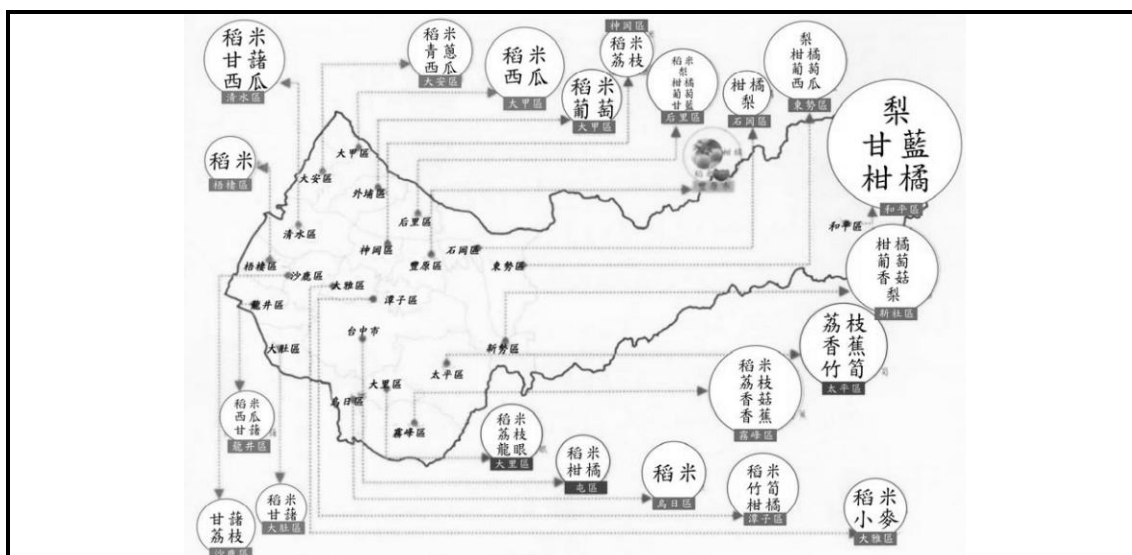 稻米
甘藷
西瓜
清水區
稻米
青蔥
西瓜
大安區
稻米
西瓜
大甲區
稻米
葡萄
大甲區
神岡區
稻米
荔枝
稻米
梨
柑橘
葡萄
甘藍
后里區
柑橘
梨
石岡區
梨
柑橘
葡萄
西瓜
東勢區
梨
甘藍
柑橘
和平區
稻米
梧棲區
柑橘
大甲區
大安區
外埔區
后里區
和平區
清水區
神岡區
石岡區
豐原區
東勢區
梧棲區
沙鹿區
大雅區
潭子區
龍井區
台中市
大肚區
新勢區
太平區
大里區
烏日區
霧峰區
柑橘
葡萄
香菇
梨
新社區
荔枝
香蕉
竹筍
太平區
稻米
荔枝
香菇
香蕉
霧峰區
稻米
西瓜
甘藷
龍井區
稻米
荔枝
龍眼
大里區
稻米
柑橘
屯區
稻米
烏日區
稻米
竹筍
柑橘
潭子區
稻米
小麥
大雅區
甘藷
荔枝
沙鹿區
稻米
甘藷
大肚區